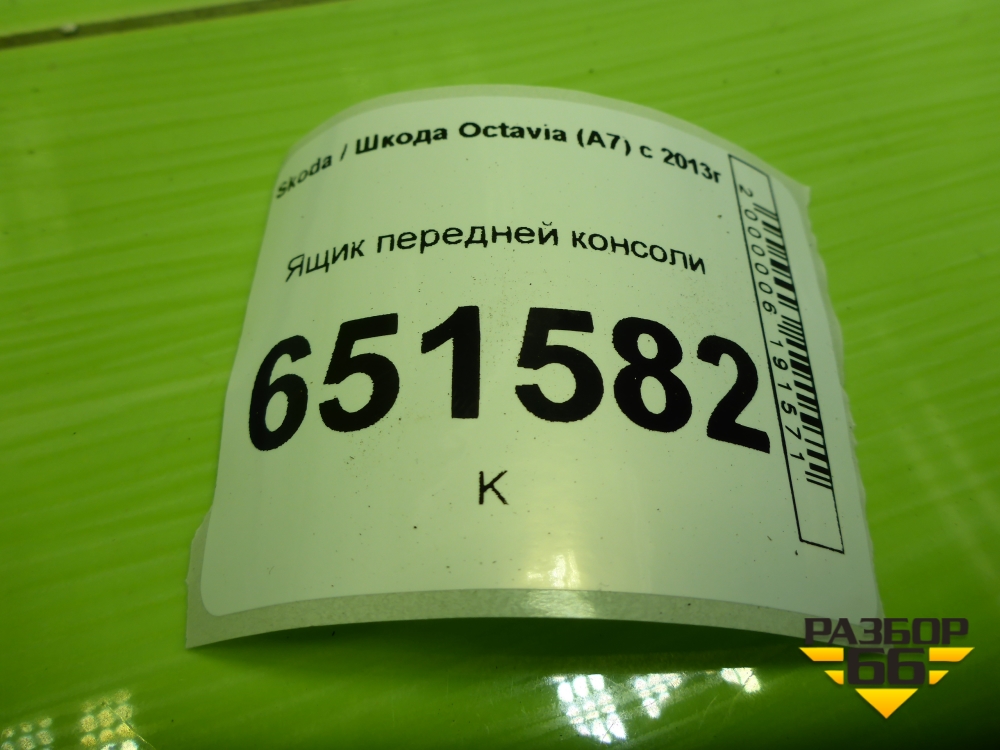 Skoda / Шкода Octavia (A7) с 2013г
Ящик передней консоли
651582
К
2000006191571
РАЗБОР
66